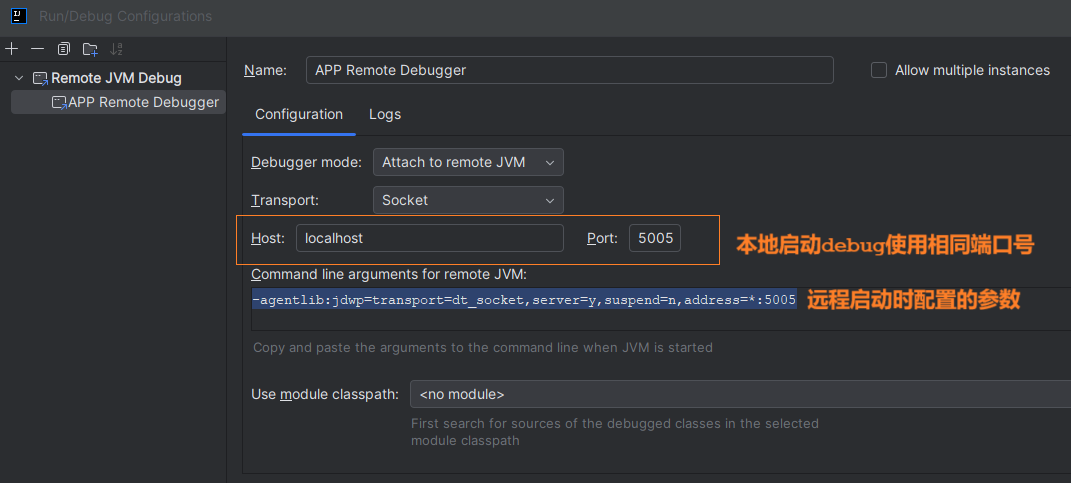 Run/Debug Configurations
Remote JVM Debug
APP Remote Debugger
Name: APP Remote Debugger Allow multiple instances
Configuration Logs
Debugger mode: Attach to remote JVM
Transport: Socket
Host: localhost Port: 5005 本地启动debug使用相同端口号
Command line arguments for remote JVM:
-agentlib:jdwp=transport=dt_socket,server=y,suspend=n,address=*:5005 远程启动时配置的参数
Copy and paste the arguments to the command line when JVM is started
Use module classpath: <no module>
First search for sources of the debugged classes in the selected
module classpath